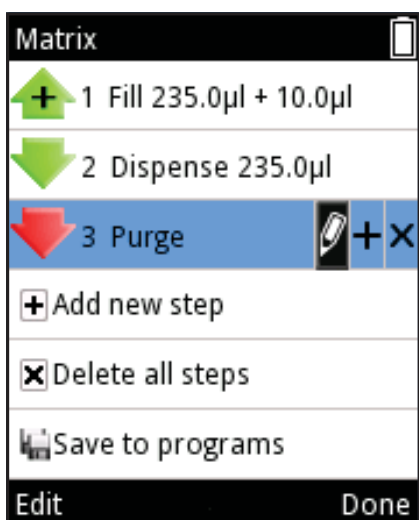 Matrix
1 Fill 235.0µl + 10.0µl
2 Dispense 235.0µl
3 Purge
Add new step
Delete all steps
Save to programs
Edit Done